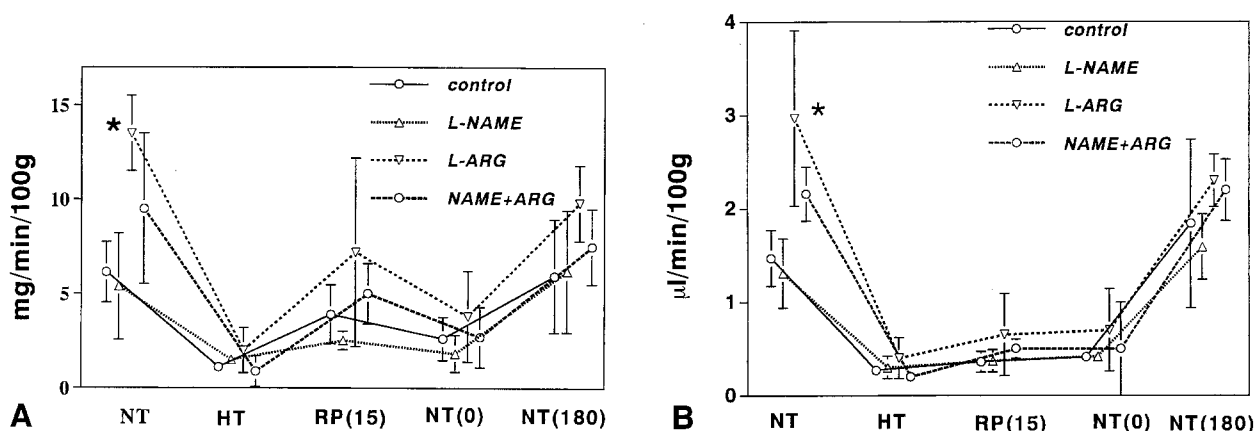 mg/min/100g
15
10
5
0
*
control
L-NAME
L-ARG
NAME+ARG
NT
HT
RP(15)
NT(0)
NT(180)
A
µl/min/100g
4
3
2
1
0
*
control
L-NAME
L-ARG
NAME+ARG
NT
HT
RP(15)
NT(0)
NT(180)
B